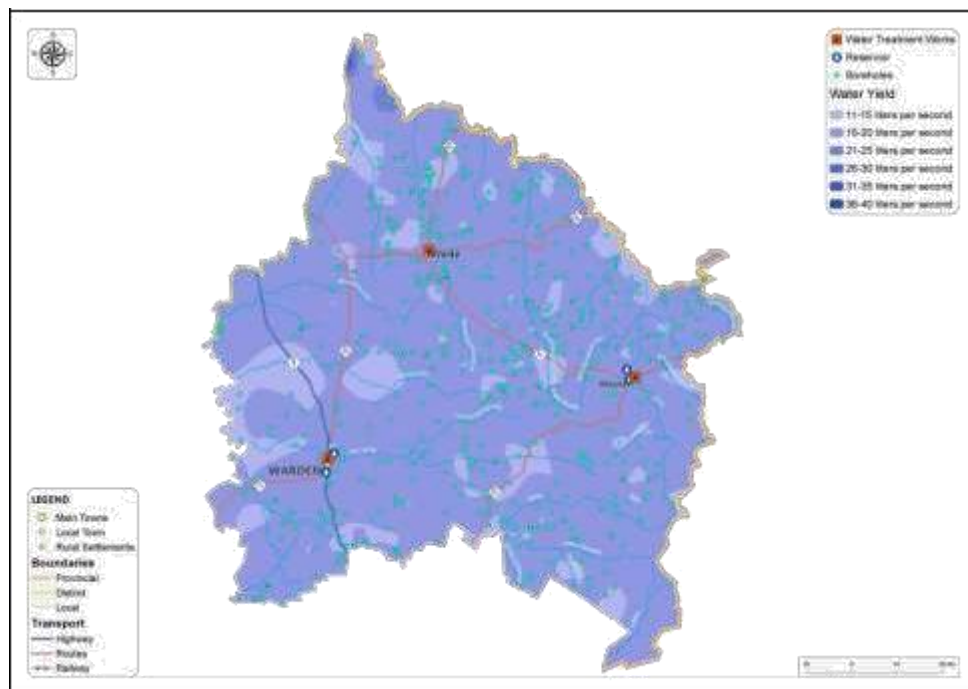 Water Treatment Works
Reservoir
Boreholes
Water Yield
11-15 liters per second
16-20 liters per second
21-25 liters per second
26-30 liters per second
31-35 liters per second
36-40 liters per second
WARDEN
LEGEND
Main Towns
Local Town
Rural Settlements
Boundaries
Provincial
District
Local
Transport
Highway
Routes
Railway